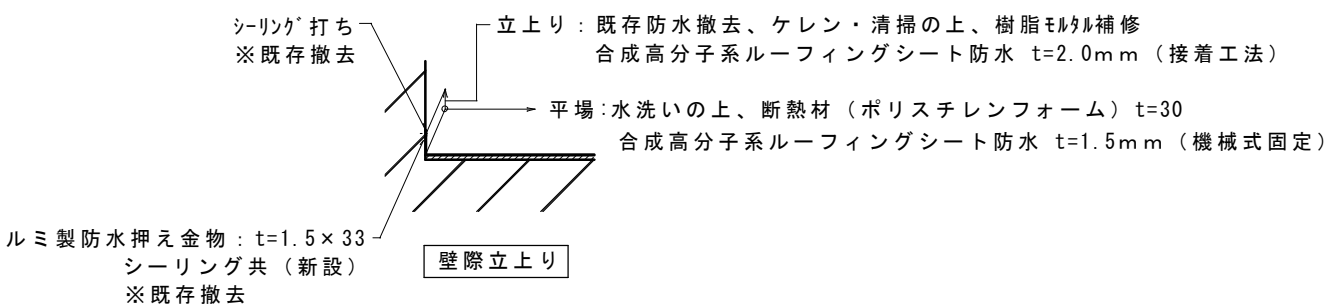 シーリング打ち
※既存撤去
立上り：既存防水撤去、ケレン・清掃の上、樹脂モルタル補修
合成高分子系ルーフィングシート防水 t=2.0mm（接着工法）
平場：水洗いの上、断熱材（ポリスチレンフォーム）t=30
合成高分子系ルーフィングシート防水 t=1.5mm（機械式固定）
ルミ製防水押え金物：t=1.5×33
シーリング共（新設）
※既存撤去
壁際立上り